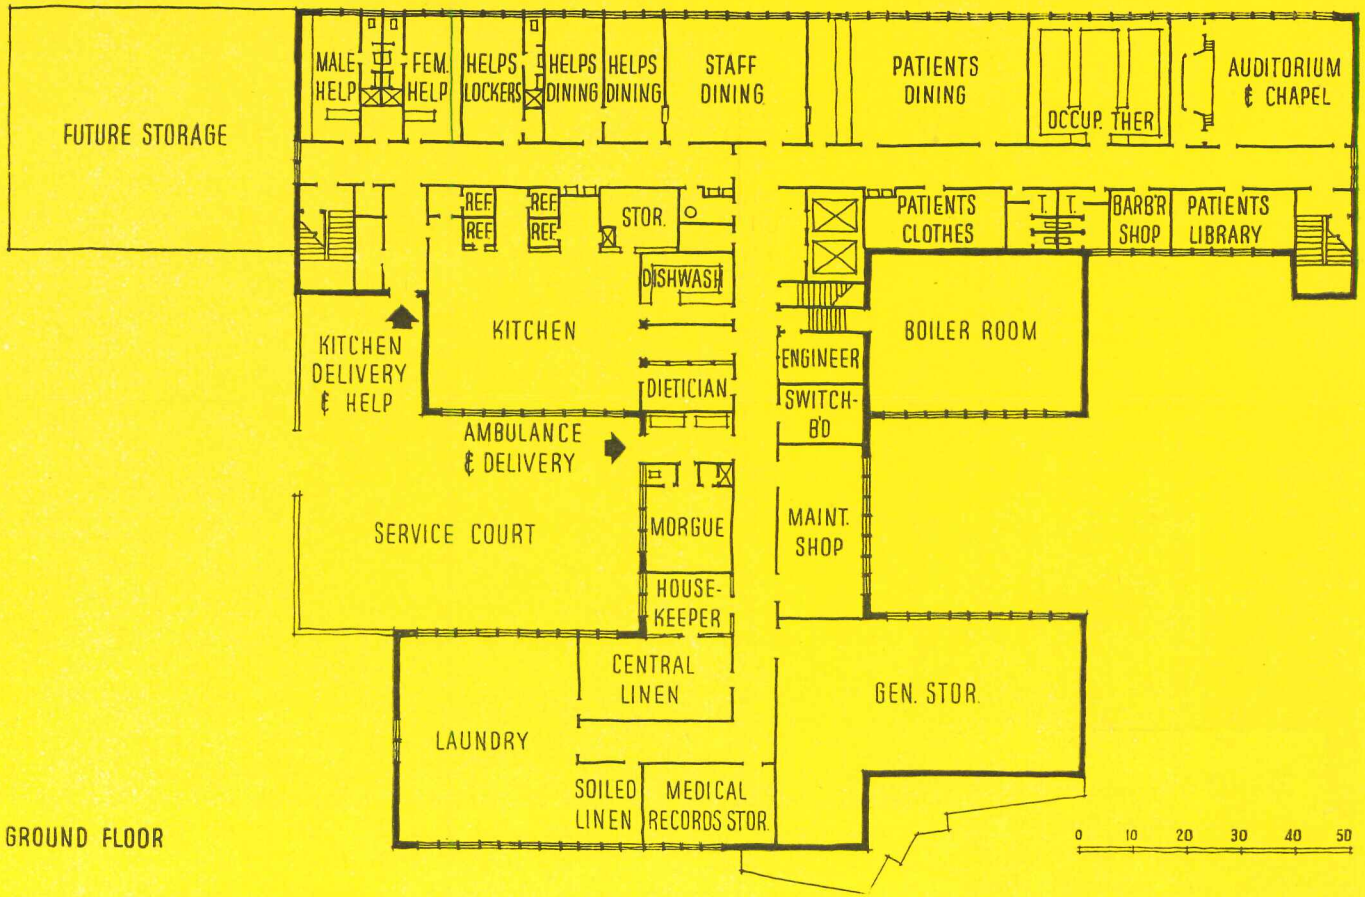 FUTURE STORAGE
MALE
HELP
FEM.
HELP
HELPS
LOCKERS
HELPS
DINING
HELPS
DINING
STAFF
DINING
PATIENTS
DINING
OCCUP. THER
AUDITORIUM
& CHAPEL
REF.
REF.
REF.
REF.
STOR.
PATIENTS
CLOTHES
T.
T.
BARB'R
SHOP
PATIENTS
LIBRARY
DISHWASH
KITCHEN
DELIVERY
& HELP
KITCHEN
DIETICIAN
ENGINEER
SWITCH-
B'D
BOILER ROOM
AMBULANCE
& DELIVERY
SERVICE COURT
MORGUE
MAINT.
SHOP
HOUSE-
KEEPER
CENTRAL
LINEN
GEN. STOR.
LAUNDRY
SOILED
LINEN
MEDICAL
RECORDS STOR.
GROUND FLOOR
0 10 20 30 40 50